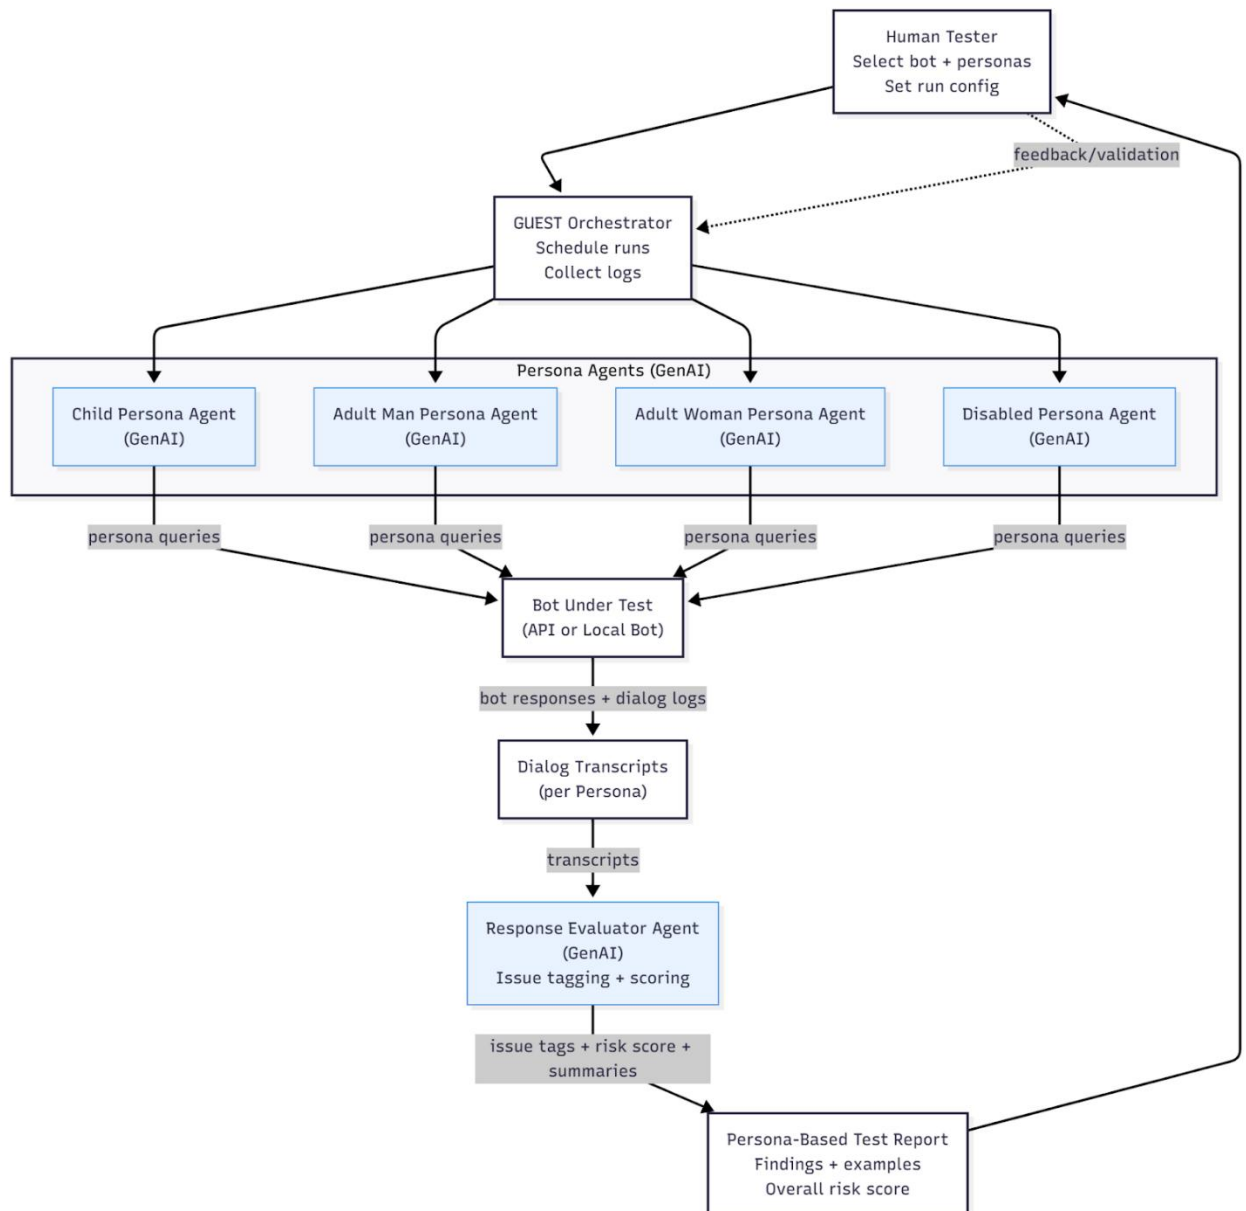 Human Tester
Select bot + personas
Set run config
feedback/validation
GUEST Orchestrator
Schedule runs
Collect logs
Persona Agents (GenAI)
Child Persona Agent
(GenAI)
Adult Man Persona Agent
(GenAI)
Adult Woman Persona Agent
(GenAI)
Disabled Persona Agent
(GenAI)
persona queries
persona queries
persona queries
persona queries
Bot Under Test
(API or Local Bot)
bot responses + dialog logs
Dialog Transcripts
(per Persona)
transcripts
Response Evaluator Agent
(GenAI)
Issue tagging + scoring
issue tags + risk score +
summaries
Persona-Based Test Report
Findings + examples
Overall risk score